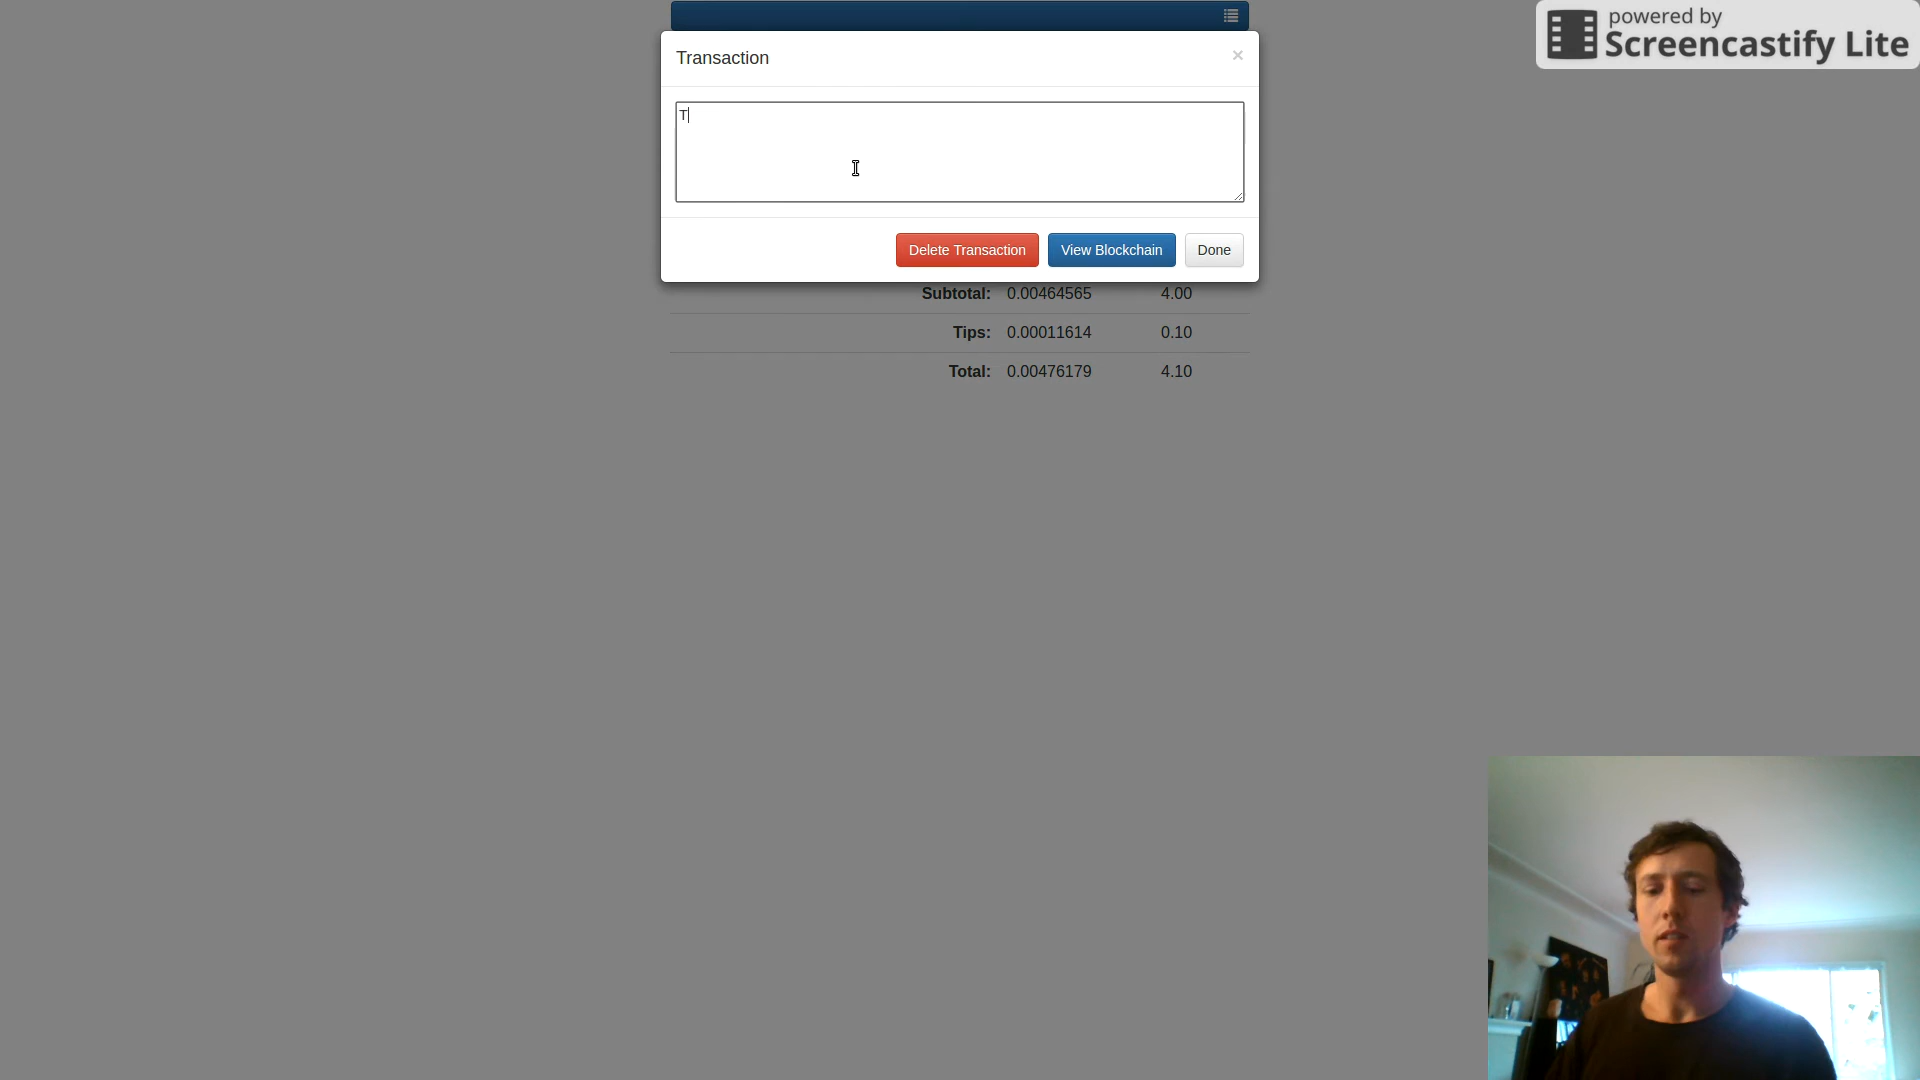 powered by
Screencastify Lite
Transaction ×
T
Delete Transaction View Blockchain Done
Subtotal: 0.00464565 4.00
Tips: 0.00011614 0.10
Total: 0.00476179 4.10